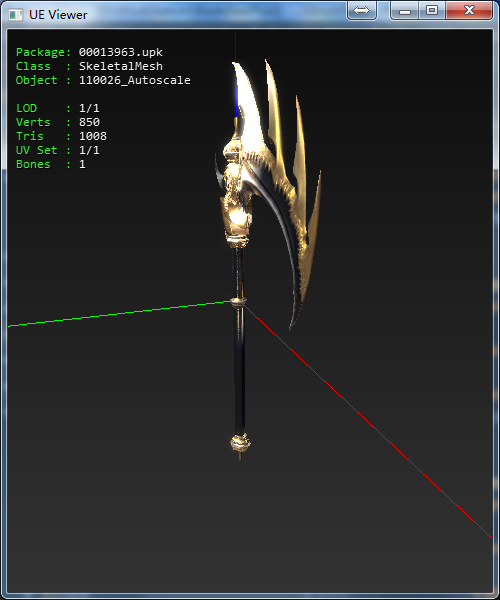 UE Viewer
Package: 00013963.upk
Class : SkeletalMesh
Object : 110026_Autoscale
LOD : 1/1
Verts : 850
Tris : 1008
UV Set : 1/1
Bones : 1